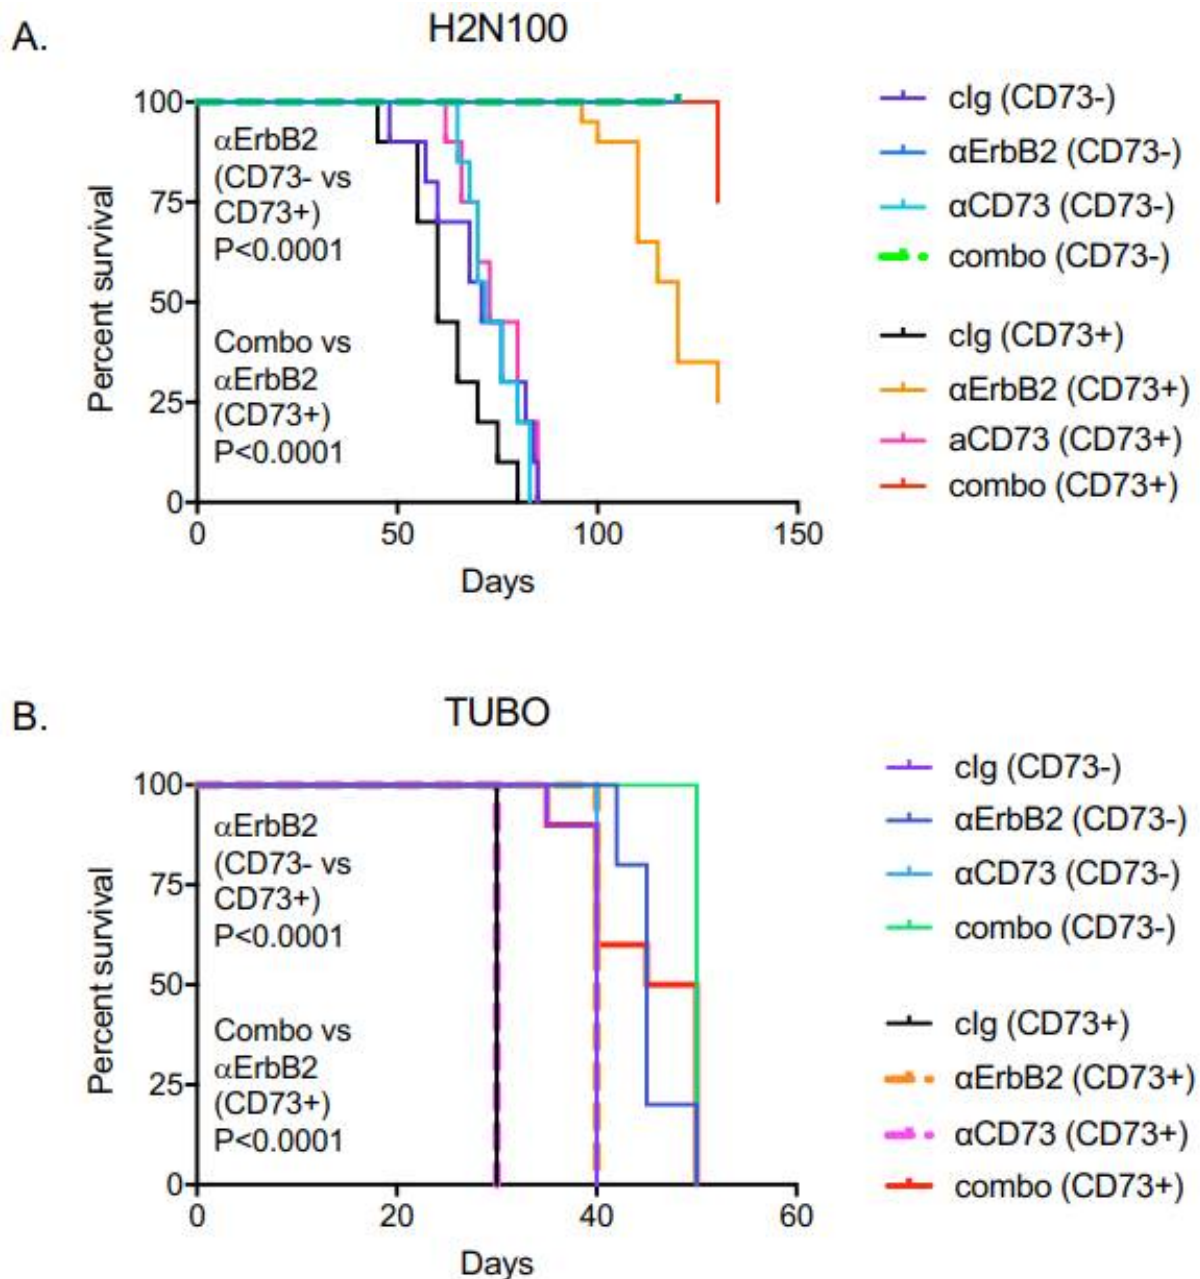 A.
H2N100
Percent survival
100
75
50
25
0
αErbB2
(CD73- vs
CD73+)
P<0.0001
Combo vs
αErbB2
(CD73+)
P<0.0001
0 50 100 150
Days
cIg (CD73-)
αErbB2 (CD73-)
αCD73 (CD73-)
combo (CD73-)
cIg (CD73+)
αErbB2 (CD73+)
aCD73 (CD73+)
combo (CD73+)
B.
TUBO
Percent survival
100
75
50
25
0
αErbB2
(CD73- vs
CD73+)
P<0.0001
Combo vs
αErbB2
(CD73+)
P<0.0001
0 20 40 60
Days
cIg (CD73-)
αErbB2 (CD73-)
αCD73 (CD73-)
combo (CD73-)
cIg (CD73+)
αErbB2 (CD73+)
αCD73 (CD73+)
combo (CD73+)